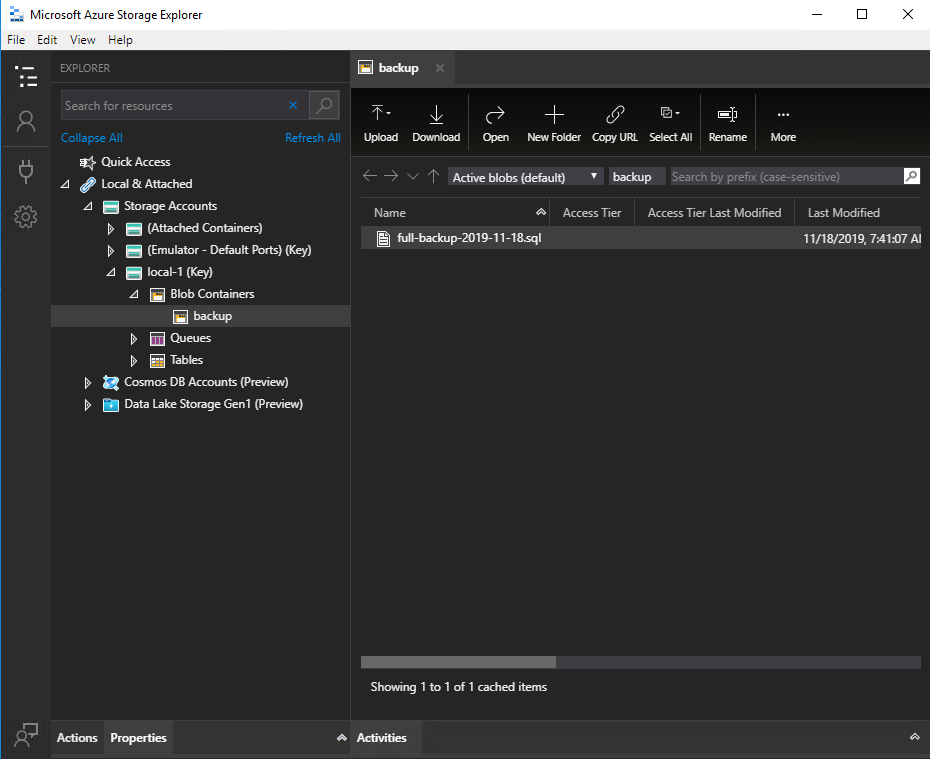 Microsoft Azure Storage Explorer
File Edit View Help
EXPLORER
Search for resources
Collapse All Refresh All
Quick Access
Local & Attached
Storage Accounts
(Attached Containers)
(Emulator - Default Ports) (Key)
local-1 (Key)
Blob Containers
backup
Queues
Tables
Cosmos DB Accounts (Preview)
Data Lake Storage Gen1 (Preview)
Actions Properties
backup
Upload Download Open New Folder Copy URL Select All Rename More
Active blobs (default) backup Search by prefix (case-sensitive)
Name Access Tier Access Tier Last Modified Last Modified
full-backup-2019-11-18.sql 11/18/2019, 7:41:07 A
Showing 1 to 1 of 1 cached items
Activities